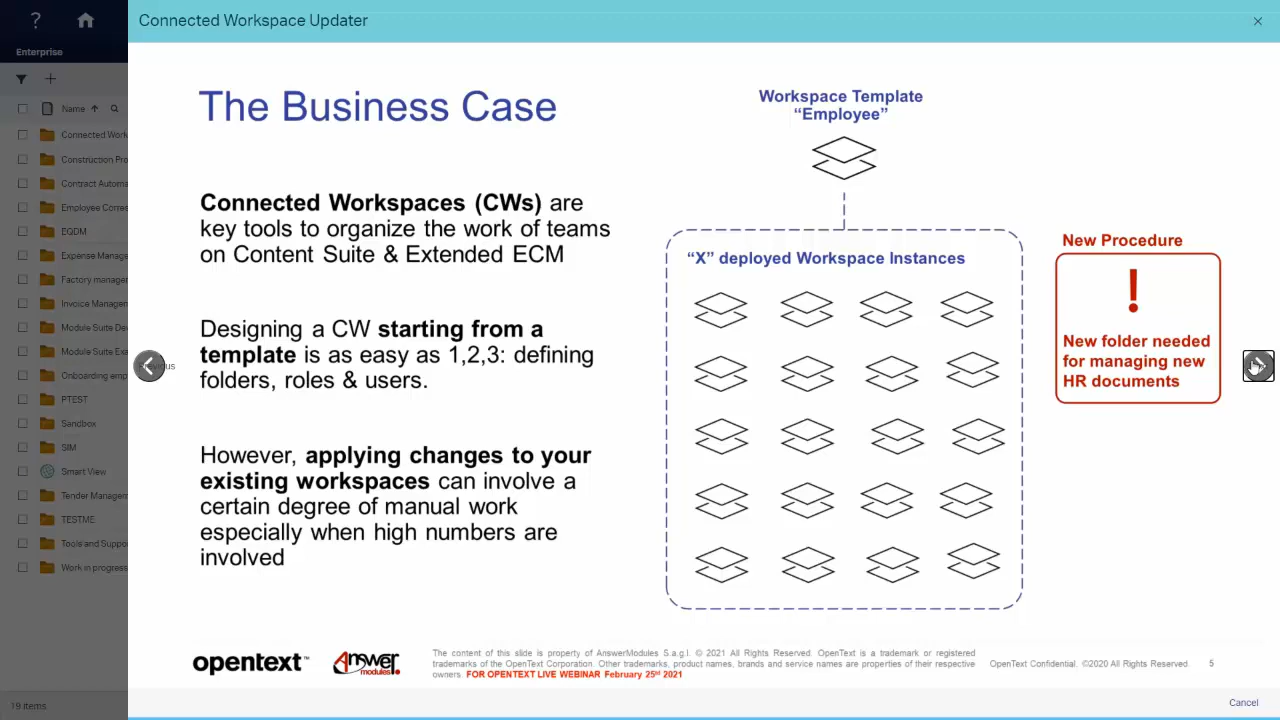 Connected Workspace Updater
Enterprise
Name
Connected Work
Construction Pro
Contract Automa
Employee Conne
EGDM
Expense Manage
Factory manager
Invoice Manage
Module Suite De
Module Suite Ex
Onboarding emp
PTEST
Sandbox
SIM
Smart View
Tender Managem
TESTME
Tools and Suppo
Work in progress
19 items
The Business Case
Connected Workspaces (CWs) are
key tools to organize the work of teams
on Content Suite & Extended ECM
Designing a CW starting from a
template is as easy as 1,2,3: defining
folders, roles & users.
However, applying changes to your
existing workspaces can involve a
certain degree of manual work
especially when high numbers are
involved
Workspace Template
“Employee”
“X” deployed Workspace Instances
New Procedure
!
New folder needed
for managing new
HR documents
opentext™
Answer
modules
The content of this slide is property of AnswerModules S.a.g.l. © 2021 All Rights Reserved. OpenText is a trademark or registered
trademarks of the OpenText Corporation. Other trademarks, product names, brands and service names are properties of their respective
owners. FOR OPENTEXT LIVE WEBINAR February 25st 2021
OpenText Confidential. ©2020 All Rights Reserved
5
Cancel